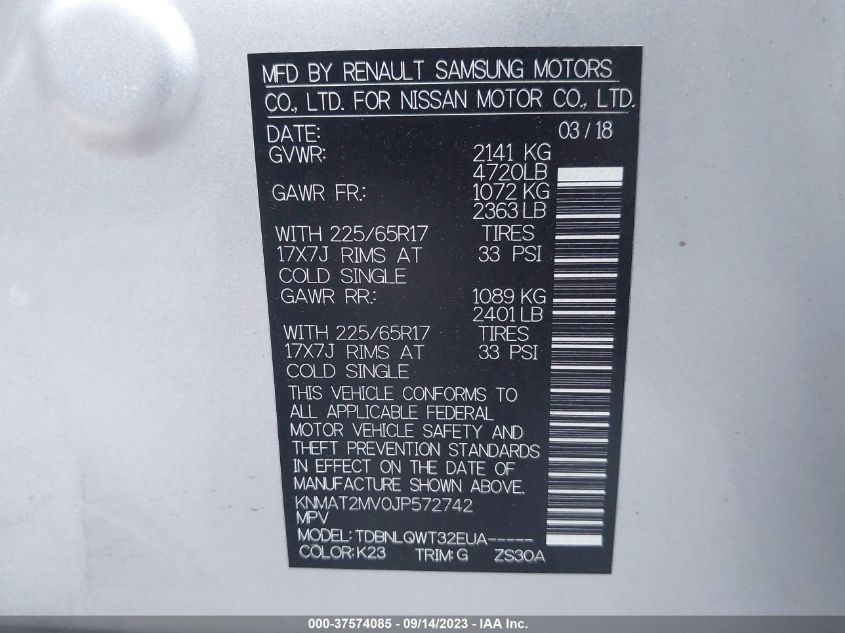 MFD BY RENAULT SAMSUNG MOTORS
CO., LTD. FOR NISSAN MOTOR CO., LTD.
DATE: 03 / 18
GVWR: 2141 KG
4720LB
GAWR FR.: 1072 KG
2363 LB
WITH 225/65R17 TIRES
17X7J RIMS AT 33 PSI
COLD SINGLE
GAWR RR.: 1089 KG
2401 LB
WITH 225/65R17 TIRES
17X7J RIMS AT 33 PSI
COLD SINGLE
THIS VEHICLE CONFORMS TO
ALL APPLICABLE FEDERAL
MOTOR VEHICLE SAFETY AND
THEFT PREVENTION STANDARDS
IN EFFECT ON THE DATE OF
MANUFACTURE SHOWN ABOVE.
KNMAT2MV0JP572742
MPV
MODEL: TDBNLQWT32EUA-----
COLOR: K23 TRIM: G ZS30A
000-37574085 - 09/14/2023 - IAA Inc.